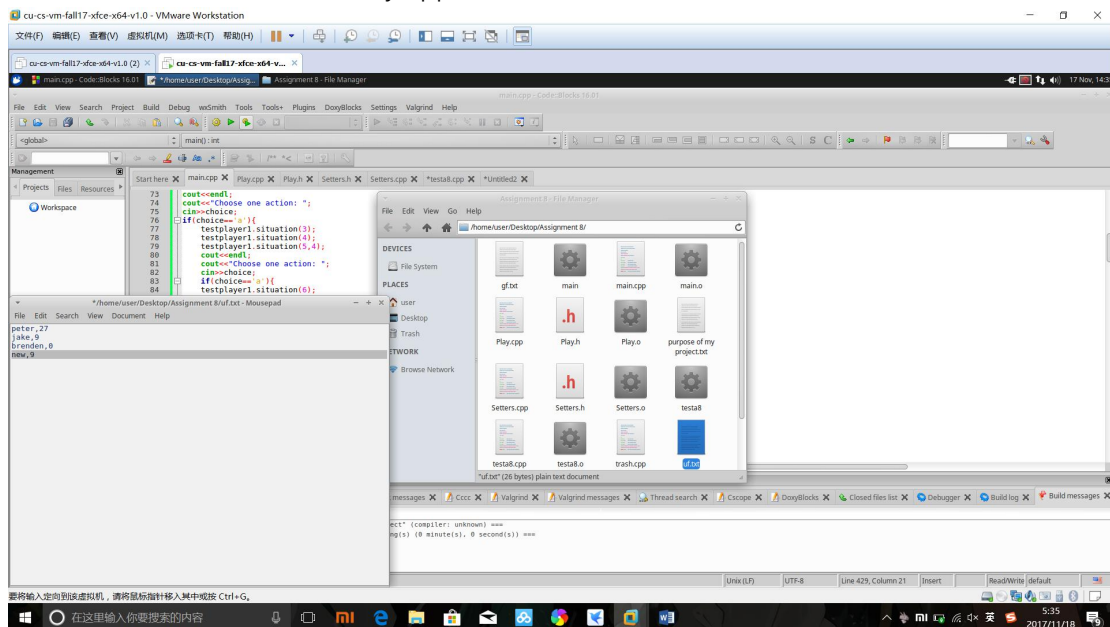 cu-cs-vm-fall17-xfce-x64-v1.0 - VMware Workstation
文件(F) 编辑(E) 查看(V) 虚拟机(M) 选项卡(T) 帮助(H)
cu-cs-vm-fall17-xfce-x64-v1.0 (2) cu-cs-vm-fall17-xfce-x64-v...
main.cpp - Code::Blocks 16.01 */home/user/Desktop/Assig... Assignment 8 - File Manager 17 Nov, 14:3
main.cpp - Code::Blocks 16.01
File Edit View Search Project Build Debug wxSmith Tools Tools+ Plugins DoxyBlocks Settings Valgrind Help
<global> main() : int
S C
Management
Projects Files Resources
Workspace
Start here main.cpp Play.cpp Play.h Setters.h Setters.cpp *testa8.cpp *Untitled2
73 cout<<endl;
74 cout<<"Choose one action: ";
75 cin>>choice;
76 if(choice=='a'){
77 testplayer1.situation(3);
78 testplayer1.situation(4);
79 testplayer1.situation(5,4);
80 cout<<endl;
81 cout<<"Choose one action: ";
82 cin>>choice;
83 if(choice=='a'){
84 testplayer1.situation(6);
*/home/user/Desktop/Assignment 8/uf.txt - Mousepad
File Edit Search View Document Help
peter,27
jake,9
brenden,0
new,9
Assignment 8 - File Manager
File Edit View Go Help
/home/user/Desktop/Assignment 8/
DEVICES
File System
PLACES
user
Desktop
Trash
ETWORK
Browse Network
gf.txt main main.cpp main.o
.h
Play.cpp Play.h Play.o purpose of my
project.txt
.h
Setters.cpp Setters.h Setters.o testa8
testa8.cpp testa8.o trash.cpp uf.txt
"uf.txt" (26 bytes) plain text document
messages Cccc Valgrind Valgrind messages Thread search Cscope DoxyBlocks Closed files list Debugger Build log Build messages
ect" (compiler: unknown) ===
ng(s) (0 minute(s), 0 second(s)) ===
Unix (LF) UTF-8 Line 429, Column 21 Insert Read/Write default
要将输入定向到该虚拟机，请将鼠标指针移入其中或按 Ctrl+G。
在这里输入你要搜索的内容
英 5:35
2017/11/18